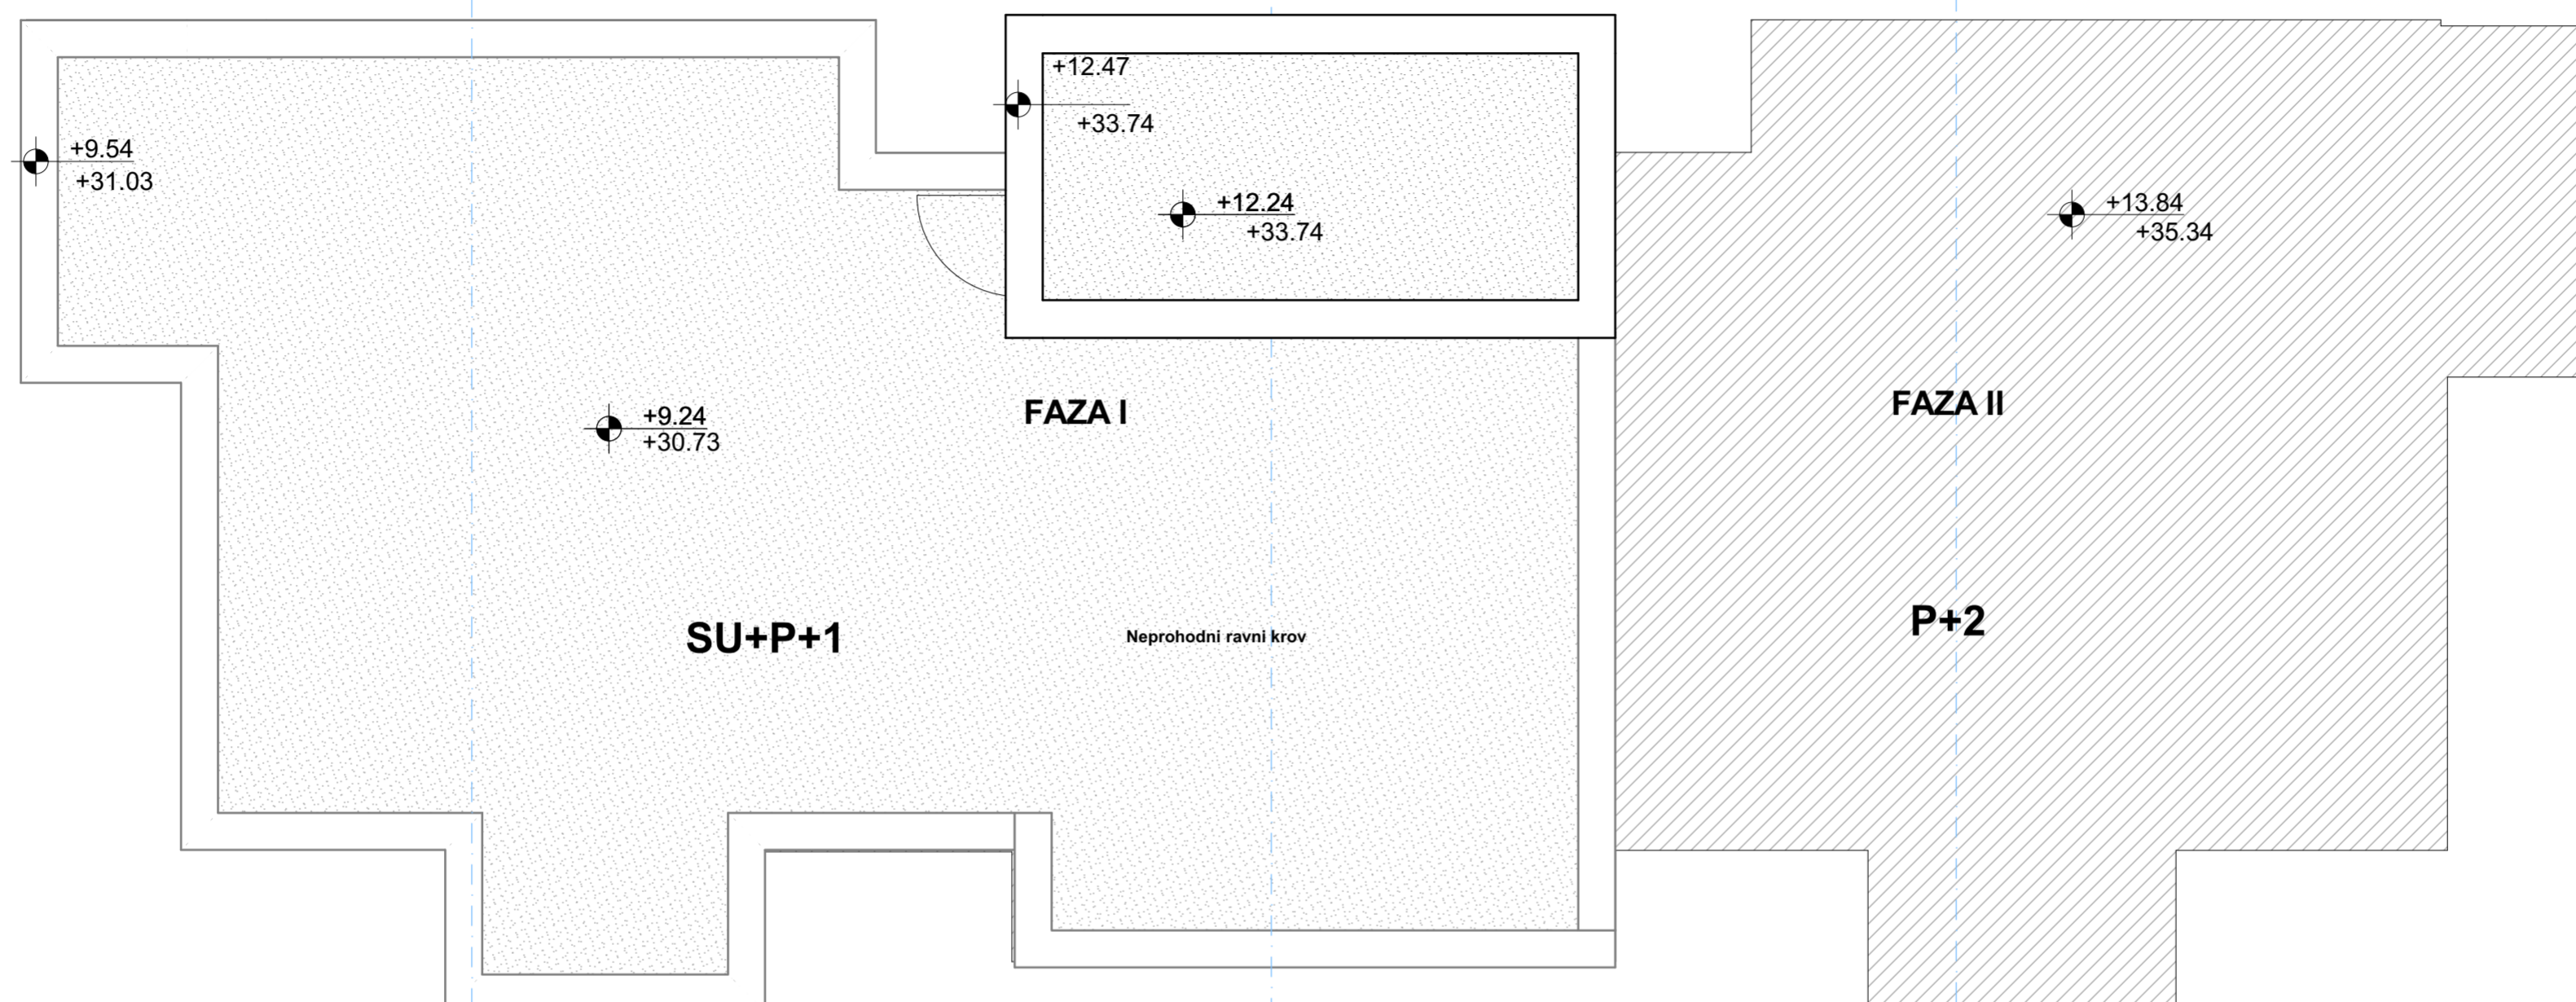 +12.47
+33.74
+9.54
+31.03
+12.24
+33.74
+13.84
+35.34
+9.24
+30.73
FAZA I
FAZA II
SU+P+1
Neprohodni ravni krov
P+2